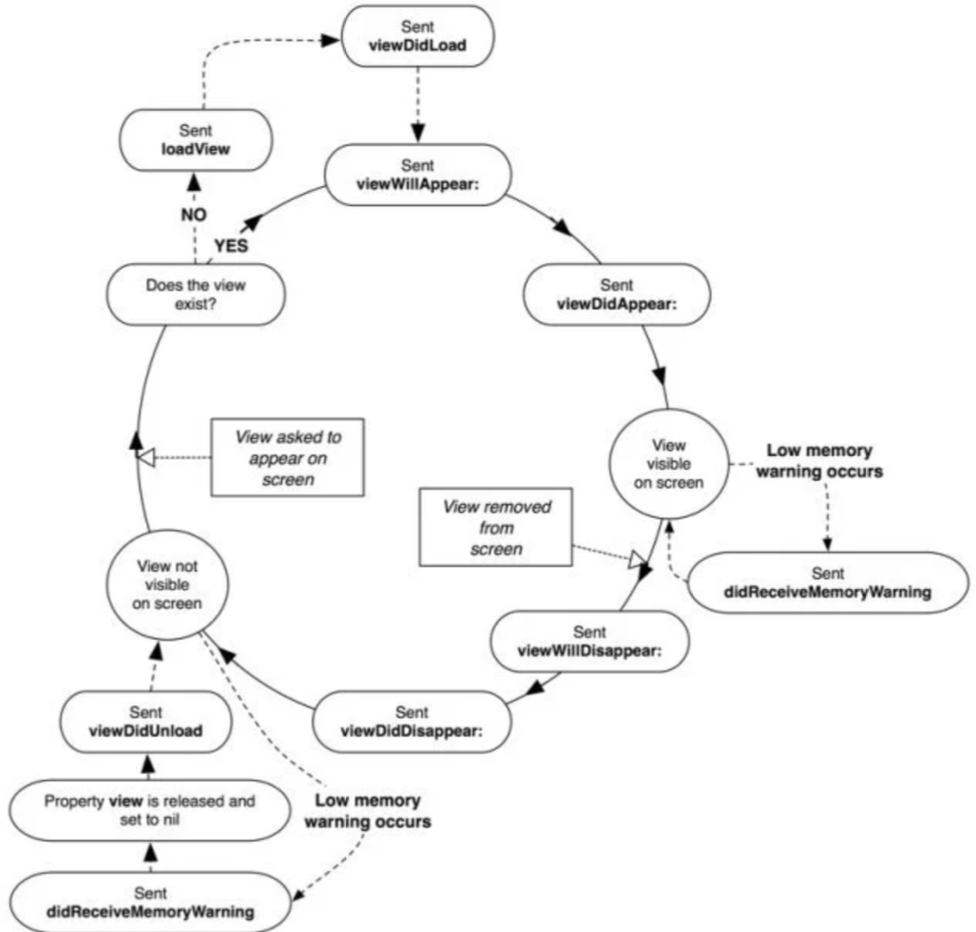 Sent
viewDidLoad
Sent
loadView
Sent
viewWillAppear:
NO
YES
Does the view
exist?
Sent
viewDidAppear:
View asked to
appear on
screen
View
visible
on screen
Low memory
warning occurs
View removed
from
screen
View not
visible
on screen
Sent
didReceiveMemoryWarning
Sent
viewWillDisappear:
Sent
viewDidUnload
Sent
viewDidDisappear:
Property view is released and
set to nil
Low memory
warning occurs
Sent
didReceiveMemoryWarning